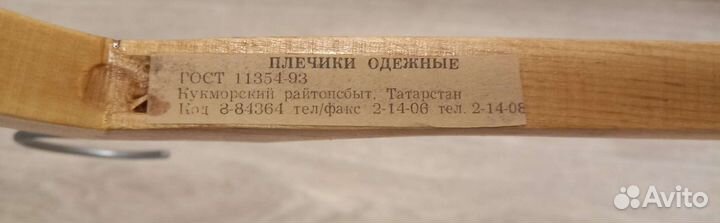 ПЛЕЧИКИ ОДЕЖНЫЕ
ГОСТ 11354-93
Кукморский райтопсбыт, Татарстан
Код 8-84364 тел/факс 2-14-06 тел. 2-14-08
Avito